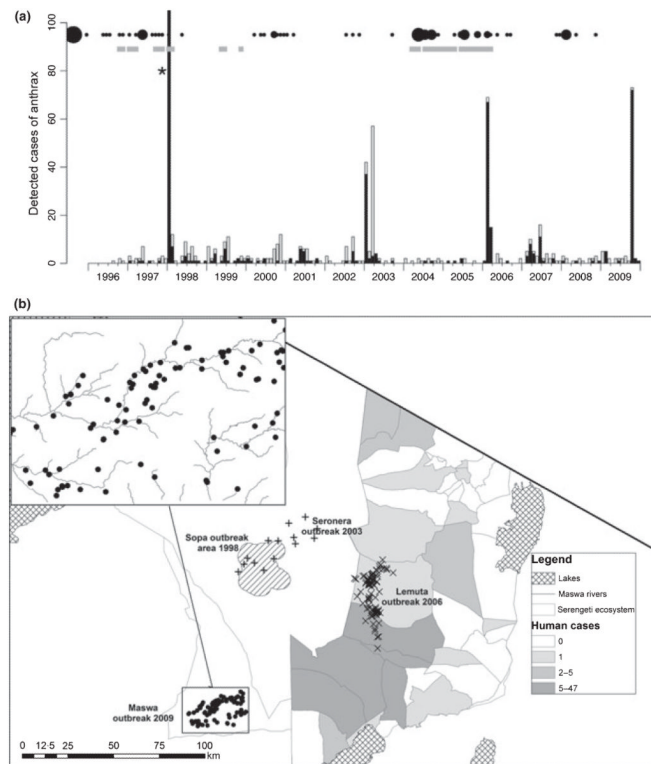 (a)
100
80
60
40
20
0
Detected cases of anthrax
*
1996 1997 1998 1999 2000 2001 2002 2003 2004 2005 2006 2007 2008 2009
(b)
Sopa outbreak
area 1998
Seronera
outbreak
2003
Lemuta
outbreak 2006
Maswa
outbreak 2009
0 12·5 25 50 75 100
km
Legend
Lakes
Maswa rivers
Serengeti ecosystem
Human cases
0
1
2–5
5–47